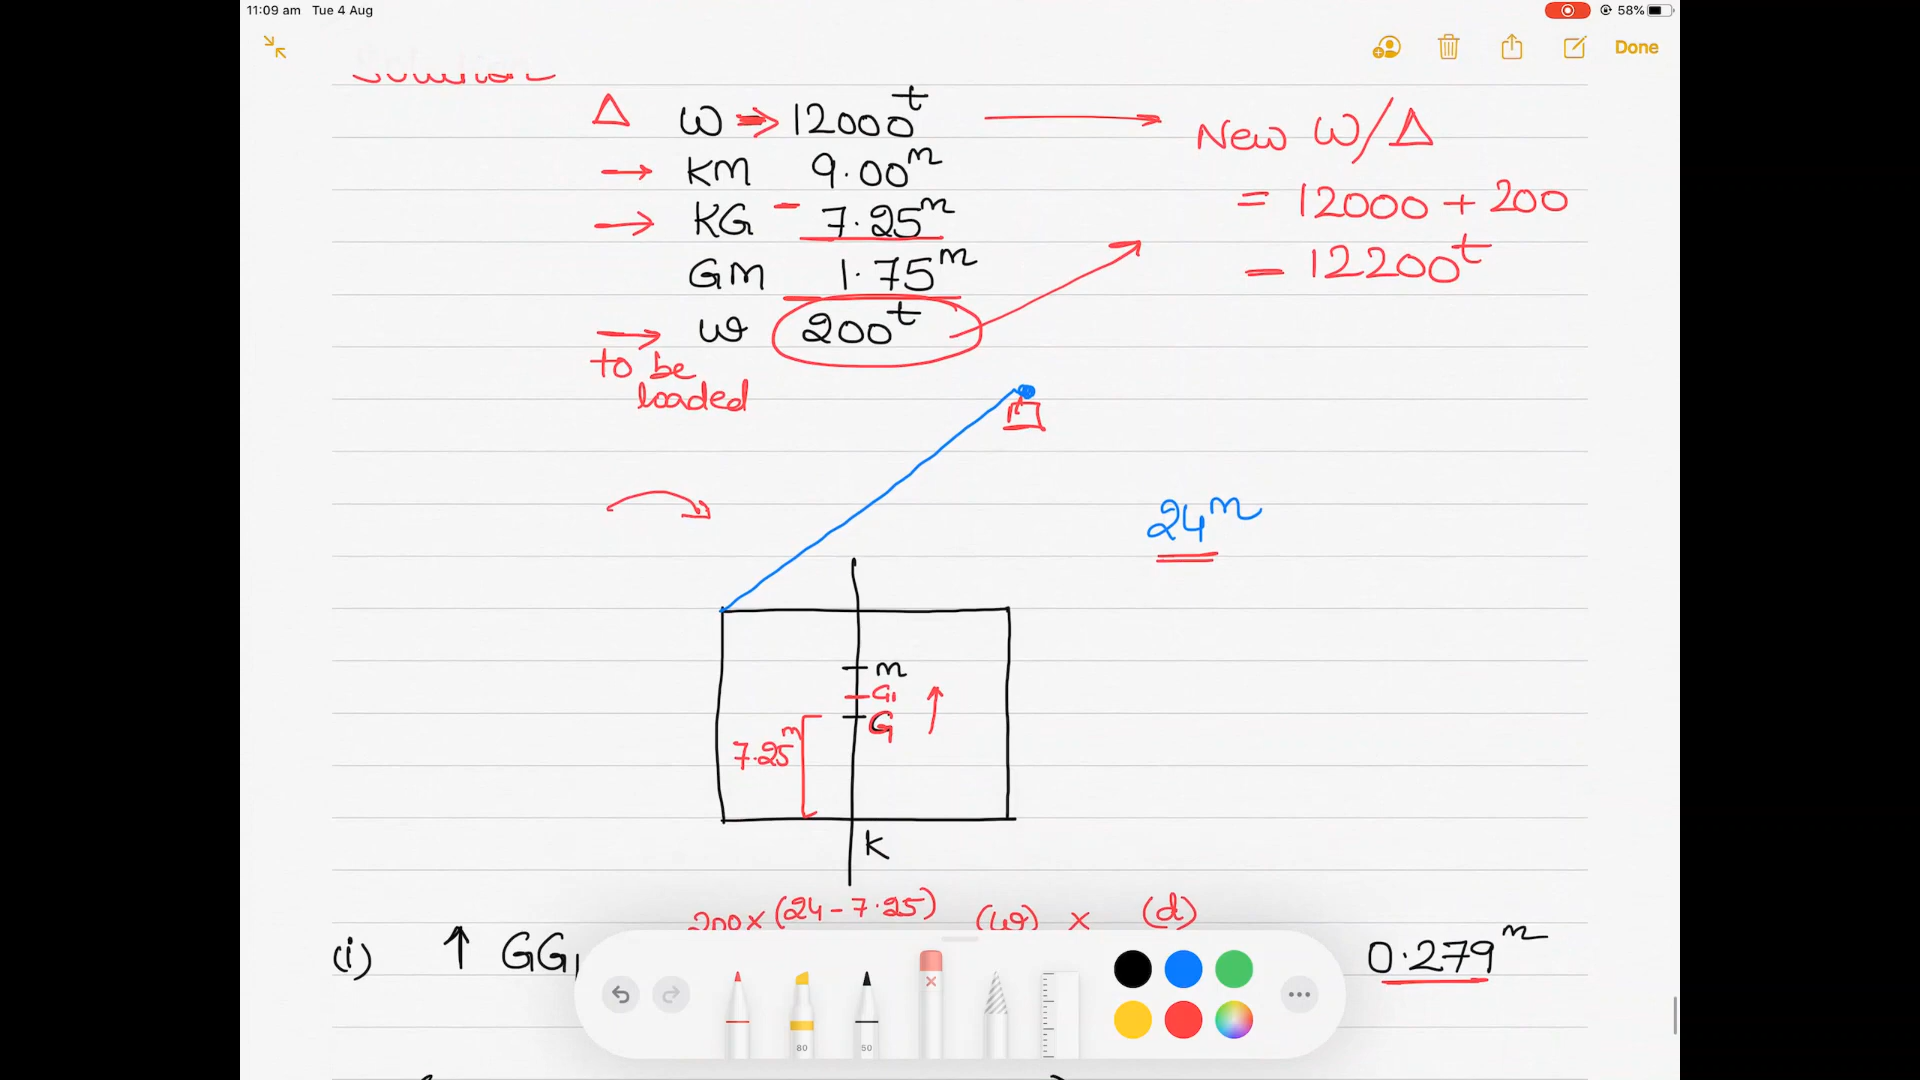 11:09 am Tue 4 Aug
58%
Done
Solution
Δ W → 12000t → New W/Δ
→ KM 9.00m
= 12000 + 200
→ KG - 7.25m
= 12200t
GM 1.75m
→ w 200t
to be
loaded
24m
m
G1
G
7.25m
K
200 × (24 - 7.25) (w) × (d)
(i) ↑ GG1 0.279m
80
50